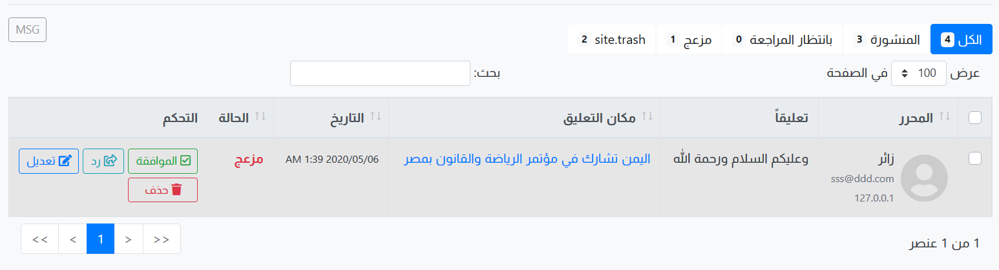 MSG
الكل 4
المنشورة 3
بانتظار المراجعة 0
مزعج 1
site.trash 2
عرض 100 في الصفحة
بحث:
المحرر
تعليقاً
مكان التعليق
التاريخ
الحالة
التحكم
زائر
sss@ddd.com
127.0.0.1
وعليكم السلام ورحمة الله
اليمن تشارك في مؤتمر الرياضة والقانون بمصر
2020/05/06 1:39 AM
مزعج
الموافقة
رد
تعديل
حذف
1 من 1 عنصر
<< < 1 > >>